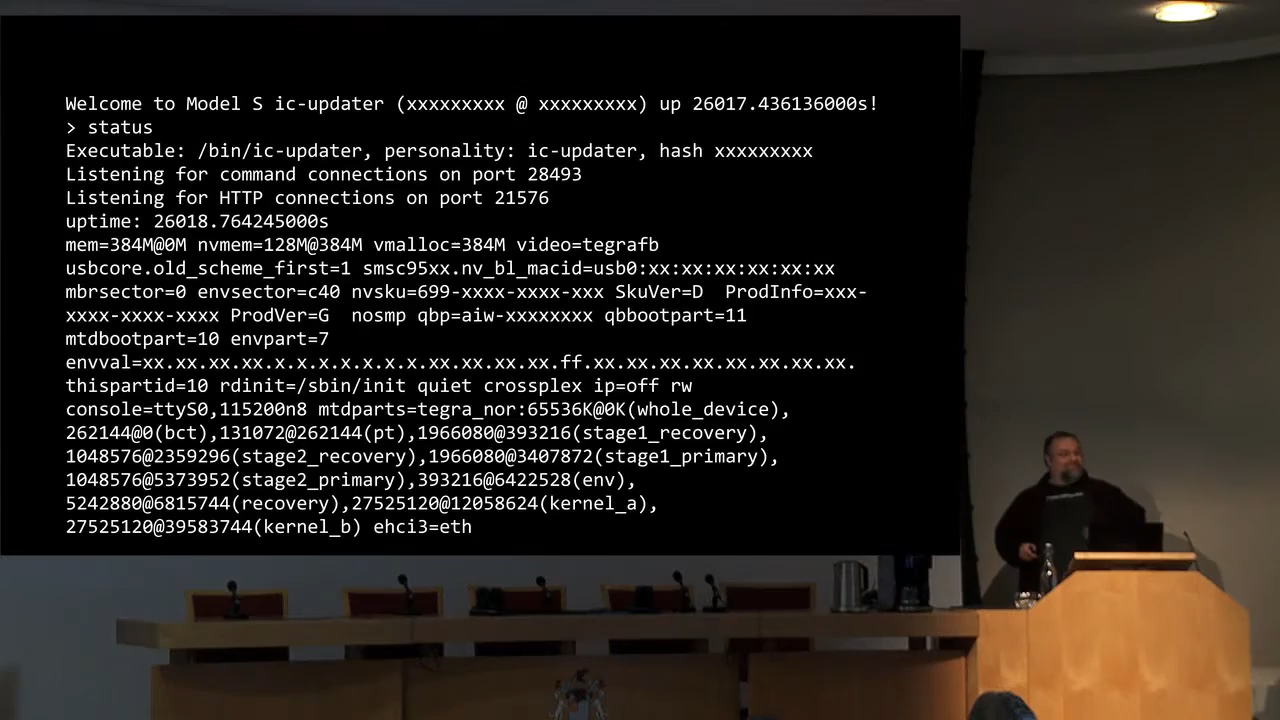 Welcome to Model S ic-updater (xxxxxxxxx @ xxxxxxxxx) up 26017.436136000s!
> status
Executable: /bin/ic-updater, personality: ic-updater, hash xxxxxxxxx
Listening for command connections on port 28493
Listening for HTTP connections on port 21576
uptime: 26018.764245000s
mem=384M@0M nvmem=128M@384M vmalloc=384M video=tegrafb
usbcore.old_scheme_first=1 smsc95xx.nv_bl_macid=usb0:xx:xx:xx:xx:xx:xx
mbrsector=0 envsector=c40 nvsku=699-xxxx-xxxx-xxx SkuVer=D  ProdInfo=xxx-
xxxx-xxxx-xxxx ProdVer=G  nosmp qbp=aiw-xxxxxxxx qbbootpart=11
mtdbootpart=10 envpart=7
envval=xx.xx.xx.xx.x.x.x.x.x.x.xx.xx.xx.xx.ff.xx.xx.xx.xx.xx.xx.xx.
thispartid=10 rdinit=/sbin/init quiet crossplex ip=off rw
console=ttyS0,115200n8 mtdparts=tegra_nor:65536K@0K(whole_device),
262144@0(bct),131072@262144(pt),1966080@393216(stage1_recovery),
1048576@2359296(stage2_recovery),1966080@3407872(stage1_primary),
1048576@5373952(stage2_primary),393216@6422528(env),
5242880@6815744(recovery),27525120@12058624(kernel_a),
27525120@39583744(kernel_b) ehci3=eth